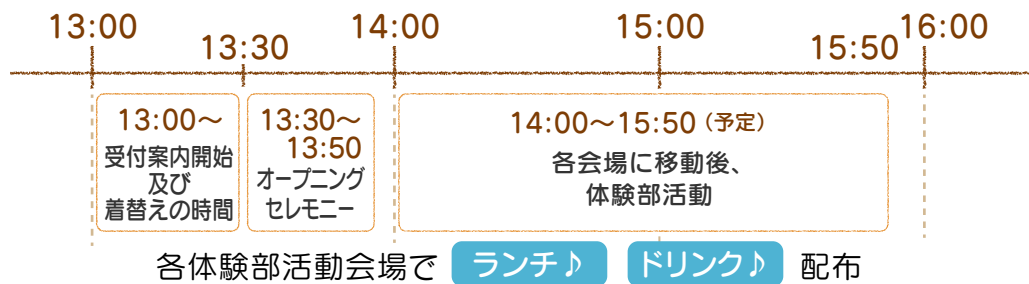 13:00
13:30
14:00
15:00
15:50
16:00
13:00～
受付案内開始
及び
着替えの時間
13:30～
13:50
オープニング
セレモニー
14:00～15:50（予定）
各会場に移動後、
体験部活動
各体験部活動会場で ランチ♪ ドリンク♪ 配布